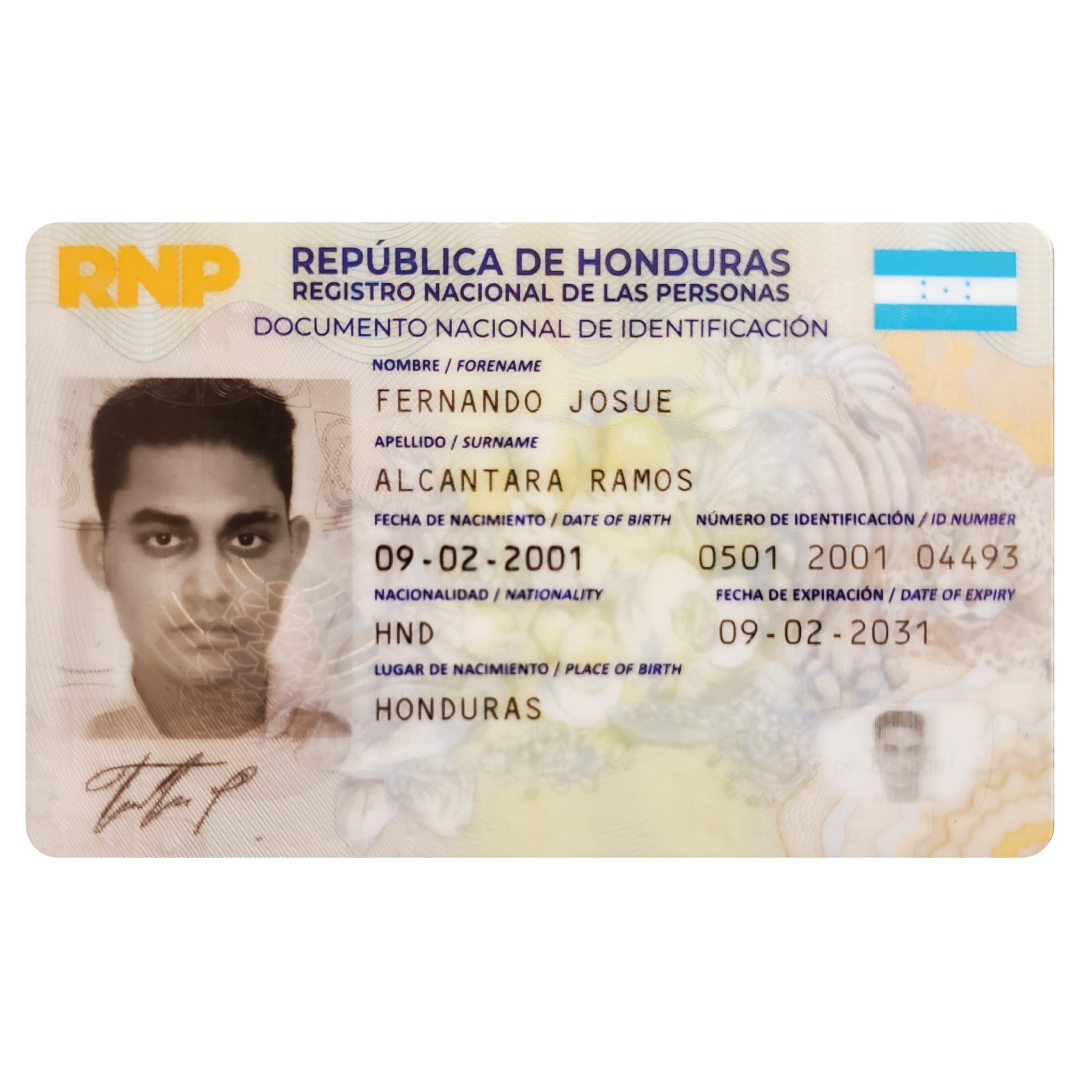 RNP
REPÚBLICA DE HONDURAS
REGISTRO NACIONAL DE LAS PERSONAS
DOCUMENTO NACIONAL DE IDENTIFICACIÓN
NOMBRE / FORENAME
FERNANDO JOSUE
APELLIDO / SURNAME
ALCANTARA RAMOS
FECHA DE NACIMIENTO / DATE OF BIRTH NÚMERO DE IDENTIFICACIÓN / ID NUMBER
09-02-2001 0501 2001 04493
NACIONALIDAD / NATIONALITY FECHA DE EXPIRACIÓN / DATE OF EXPIRY
HND 09-02-2031
LUGAR DE NACIMIENTO / PLACE OF BIRTH
HONDURAS